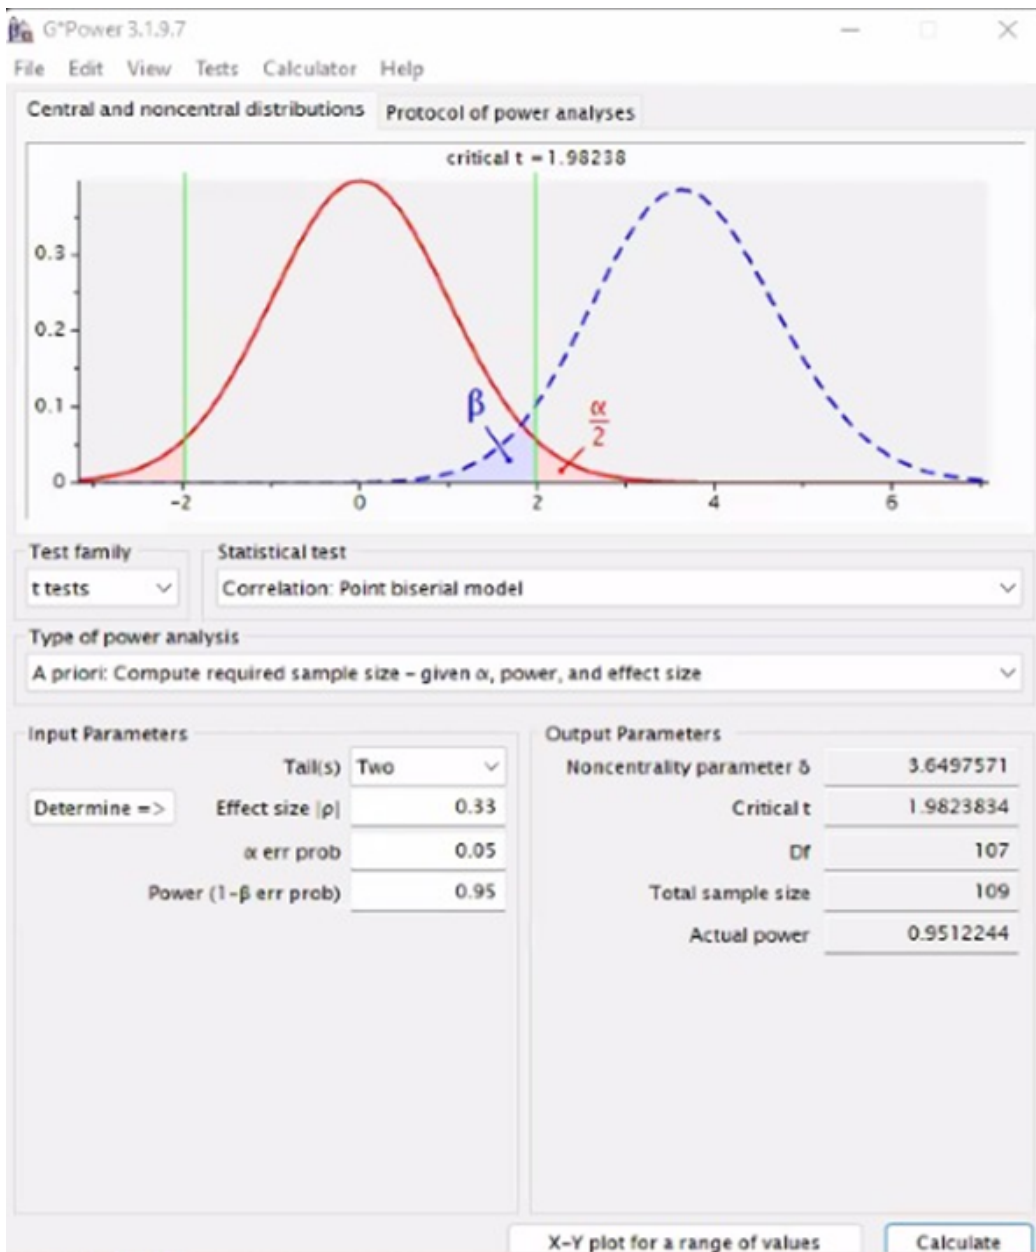 G*Power 3.1.9.7
File Edit View Tests Calculator Help
Central and noncentral distributions Protocol of power analyses
critical t = 1.98238
0.3
0.2
0.1
0
β
α
2
-2 0 2 4 6
Test family Statistical test
t tests Correlation: Point biserial model
Type of power analysis
A priori: Compute required sample size – given α, power, and effect size
Input Parameters Output Parameters
Tail(s) Two Noncentrality parameter δ 3.6497571
Determine => Effect size |ρ| 0.33 Critical t 1.9823834
α err prob 0.05 Df 107
Power (1-β err prob) 0.95 Total sample size 109
Actual power 0.9512244
X-Y plot for a range of values Calculate